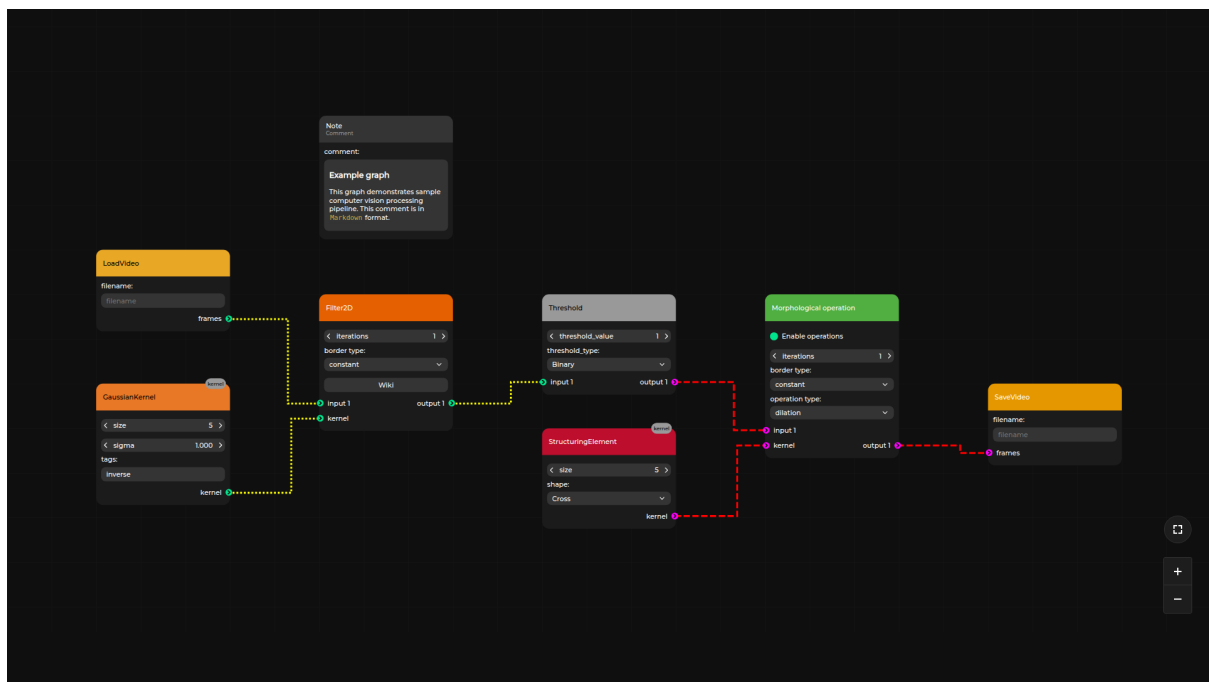 Note
Comment
comment:
Example graph
This graph demonstrates sample
computer vision processing
pipeline. This comment is in
Markdown format.
LoadVideo
filename:
filename
frames
kernel
GaussianKernel
size 5
sigma 1.000
tags:
inverse
kernel
Filter2D
iterations 1
border type:
constant
Wiki
input 1 output 1
kernel
Threshold
threshold_value 1
threshold_type:
Binary
input 1 output 1
kernel
StructuringElement
size 5
shape:
Cross
kernel
Morphological operation
Enable operations
iterations 1
border type:
constant
operation type:
dilation
input 1
kernel output 1
SaveVideo
filename:
filename
frames